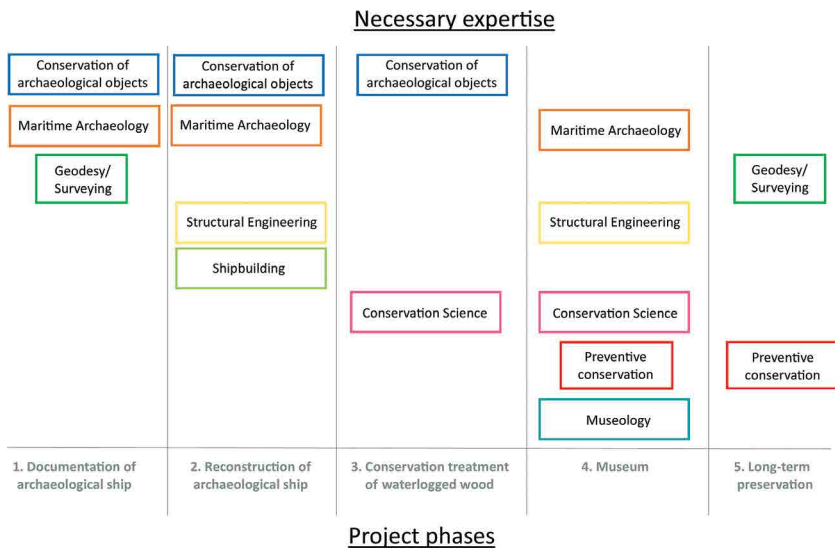 Necessary expertise
Conservation of
archaeological objects
Conservation of
archaeological objects
Conservation of
archaeological objects
Maritime Archaeology
Maritime Archaeology
Maritime Archaeology
Geodesy/
Surveying
Geodesy/
Surveying
Structural Engineering
Structural Engineering
Shipbuilding
Conservation Science
Conservation Science
Preventive
conservation
Preventive
conservation
Museology
1. Documentation of
archaeological ship
2. Reconstruction of
archaeological ship
3. Conservation treatment
of waterlogged wood
4. Museum
5. Long-term
preservation
Project phases